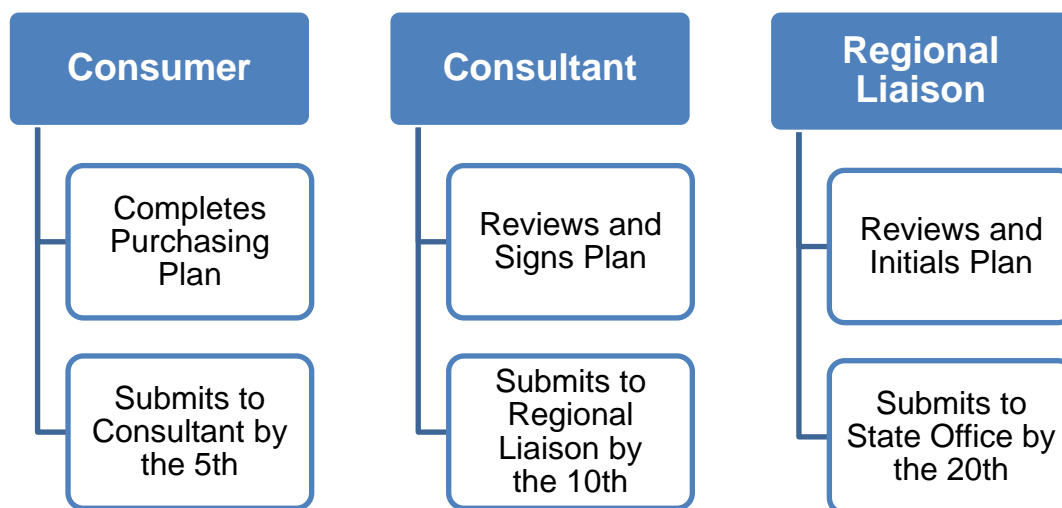 Consumer
Completes
Purchasing
Plan
Submits to
Consultant by
the 5th
Consultant
Reviews and
Signs Plan
Submits to
Regional
Liaison by
the 10th
Regional
Liaison
Reviews and
Initials Plan
Submits to
State Office by
the 20th